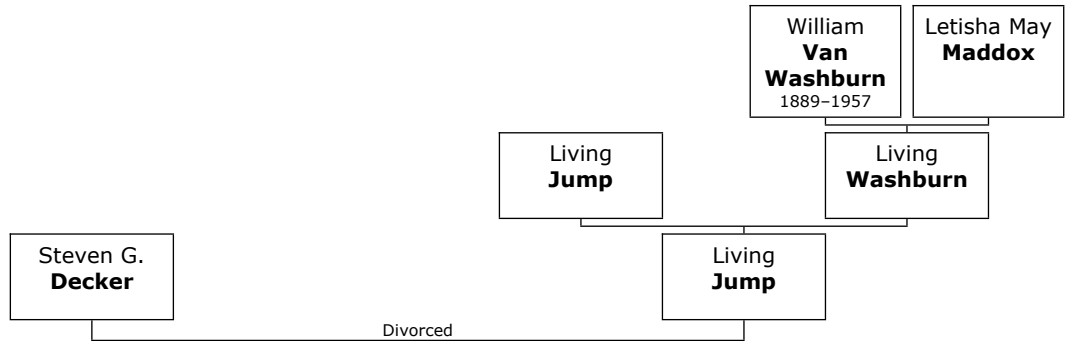 William
Van
Washburn
1889–1957
Letisha May
Maddox
Living
Jump
Living
Washburn
Steven G.
Decker
Living
Jump
Divorced